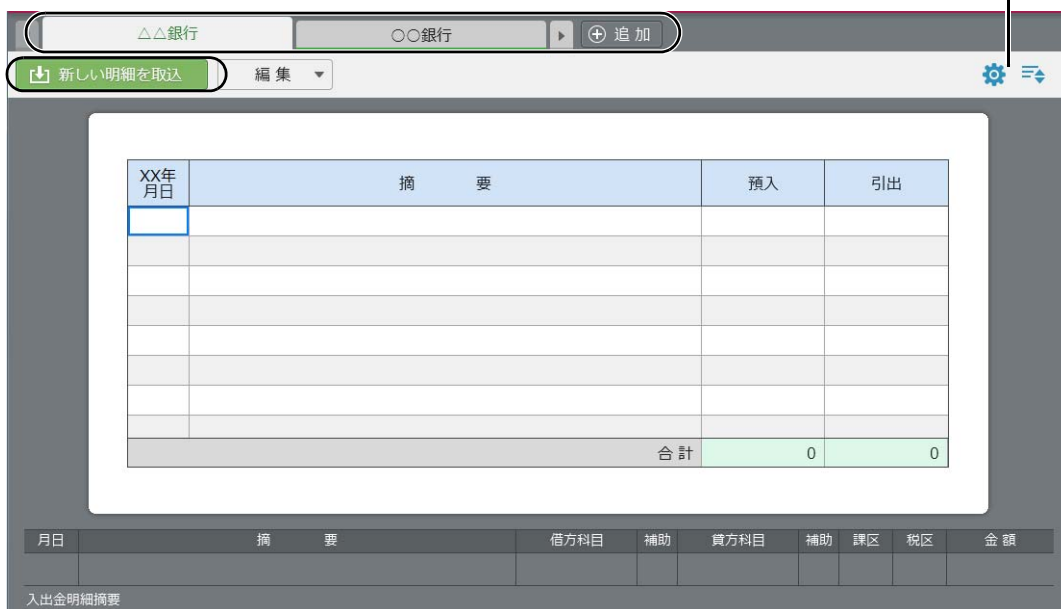 △△銀行 ○○銀行 追加
新しい明細を取込 編集
XX年
月日 摘 要 預入 引出
合計 0 0
月日 摘 要 借方科目 補助 貸方科目 補助 課区 税区 金額
入出金明細摘要